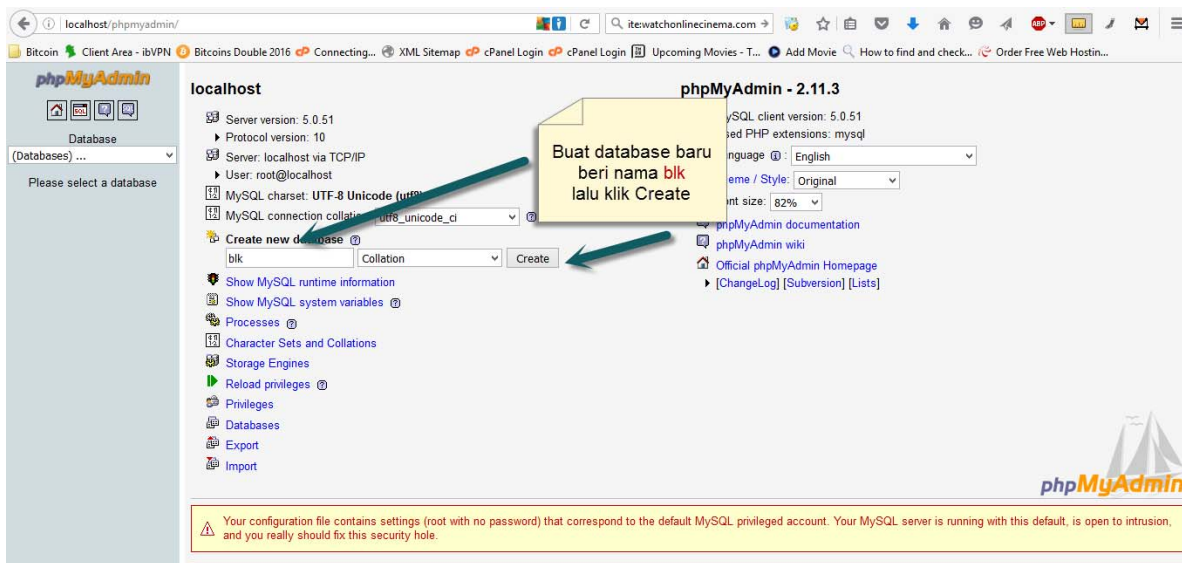 localhost/phpmyadmin/
ite:watchonlinecinema.com
ABP
Bitcoin Client Area - ibVPN Bitcoins Double 2016 Connecting... XML Sitemap cPanel Login cPanel Login Upcoming Movies - T... Add Movie How to find and check... Order Free Web Hostin...
phpMyAdmin
Database
(Databases) ...
Please select a database
localhost
Server version: 5.0.51
Protocol version: 10
Server: localhost via TCP/IP
User: root@localhost
MySQL charset: UTF-8 Unicode (utf8)
MySQL connection collation: utf8_unicode_ci
Create new database
blk Collation Create
Show MySQL runtime information
Show MySQL system variables
Processes
Character Sets and Collations
Storage Engines
Reload privileges
Privileges
Databases
Export
Import
Buat database baru
beri nama blk
lalu klik Create
phpMyAdmin - 2.11.3
MySQL client version: 5.0.51
PHP extensions: mysql
English
/ Style: Original
size: 82%
phpMyAdmin documentation
phpMyAdmin wiki
Official phpMyAdmin Homepage
[ChangeLog] [Subversion] [Lists]
phpMyAdmin
Your configuration file contains settings (root with no password) that correspond to the default MySQL privileged account. Your MySQL server is running with this default, is open to intrusion,
and you really should fix this security hole.